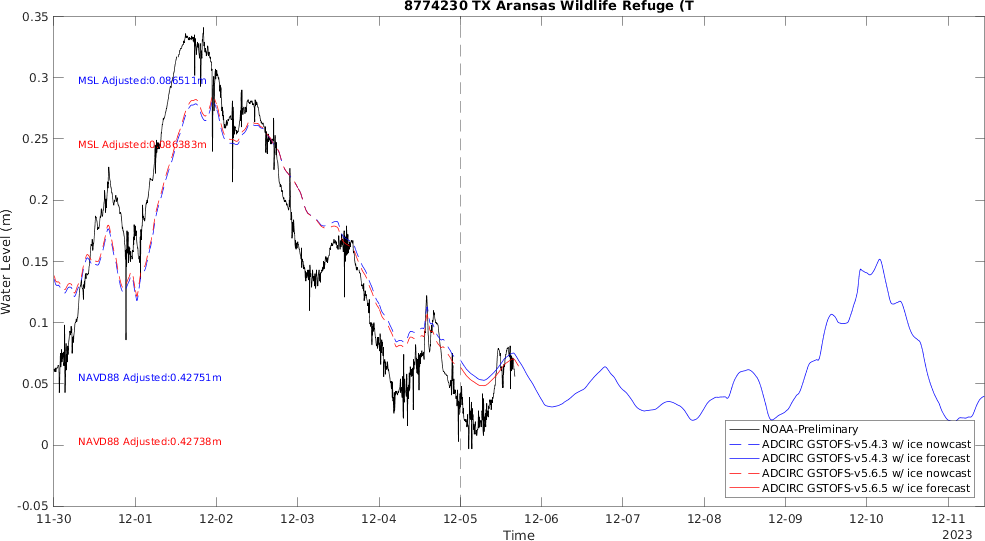 8774230 TX Aransas Wildlife Refuge (T
0.35
0.3
0.25
0.2
0.15
0.1
0.05
0
-0.05
Water Level (m)
MSL Adjusted:0.086511m
MSL Adjusted:0.086383m
NAVD88 Adjusted:0.42751m
NAVD88 Adjusted:0.42738m
NOAA-Preliminary
ADCIRC GSTOFS-v5.4.3 w/ ice nowcast
ADCIRC GSTOFS-v5.4.3 w/ ice forecast
ADCIRC GSTOFS-v5.6.5 w/ ice nowcast
ADCIRC GSTOFS-v5.6.5 w/ ice forecast
11-30 12-01 12-02 12-03 12-04 12-05 12-06 12-07 12-08 12-09 12-10 12-11
Time
2023